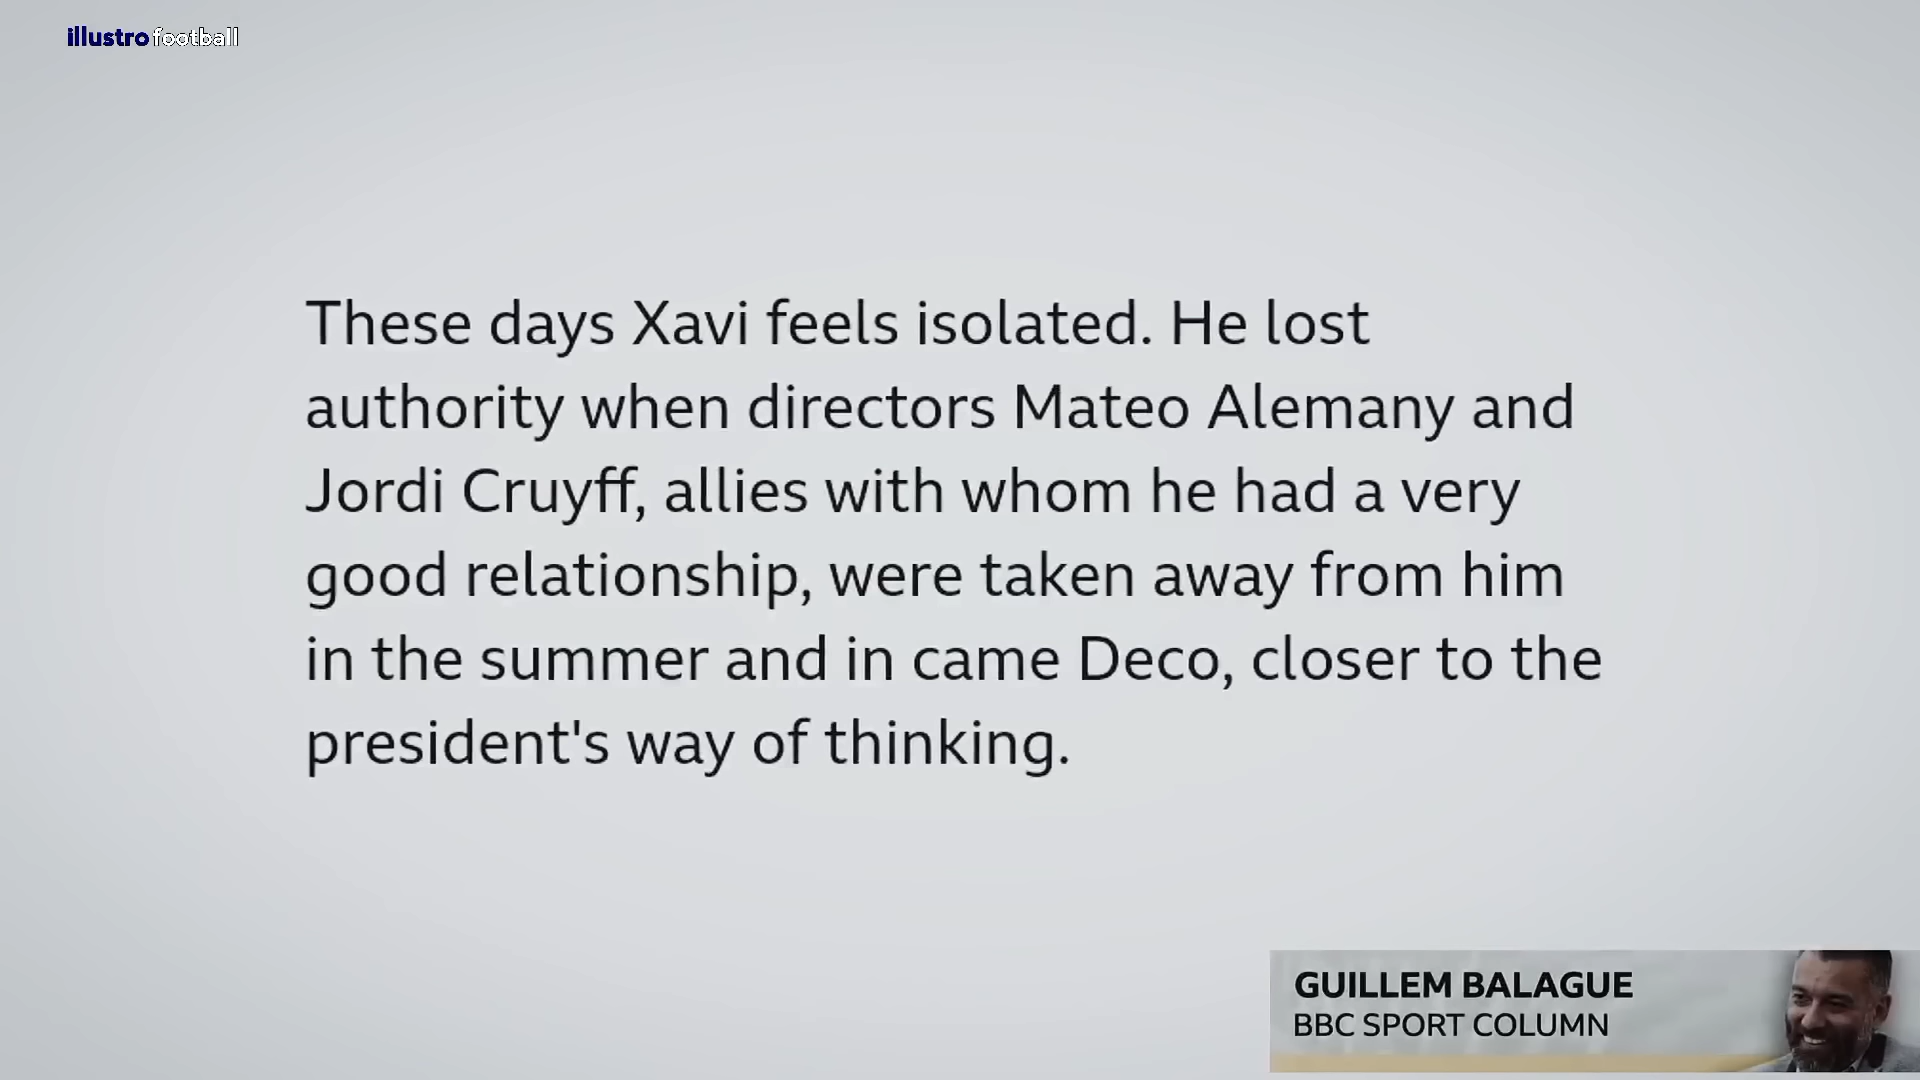 illustro football
These days Xavi feels isolated. He lost
authority when directors Mateo Alemany and
Jordi Cruyff, allies with whom he had a very
good relationship, were taken away from him
in the summer and in came Deco, closer to the
president's way of thinking.
GUILLEM BALAGUE
BBC SPORT COLUMN